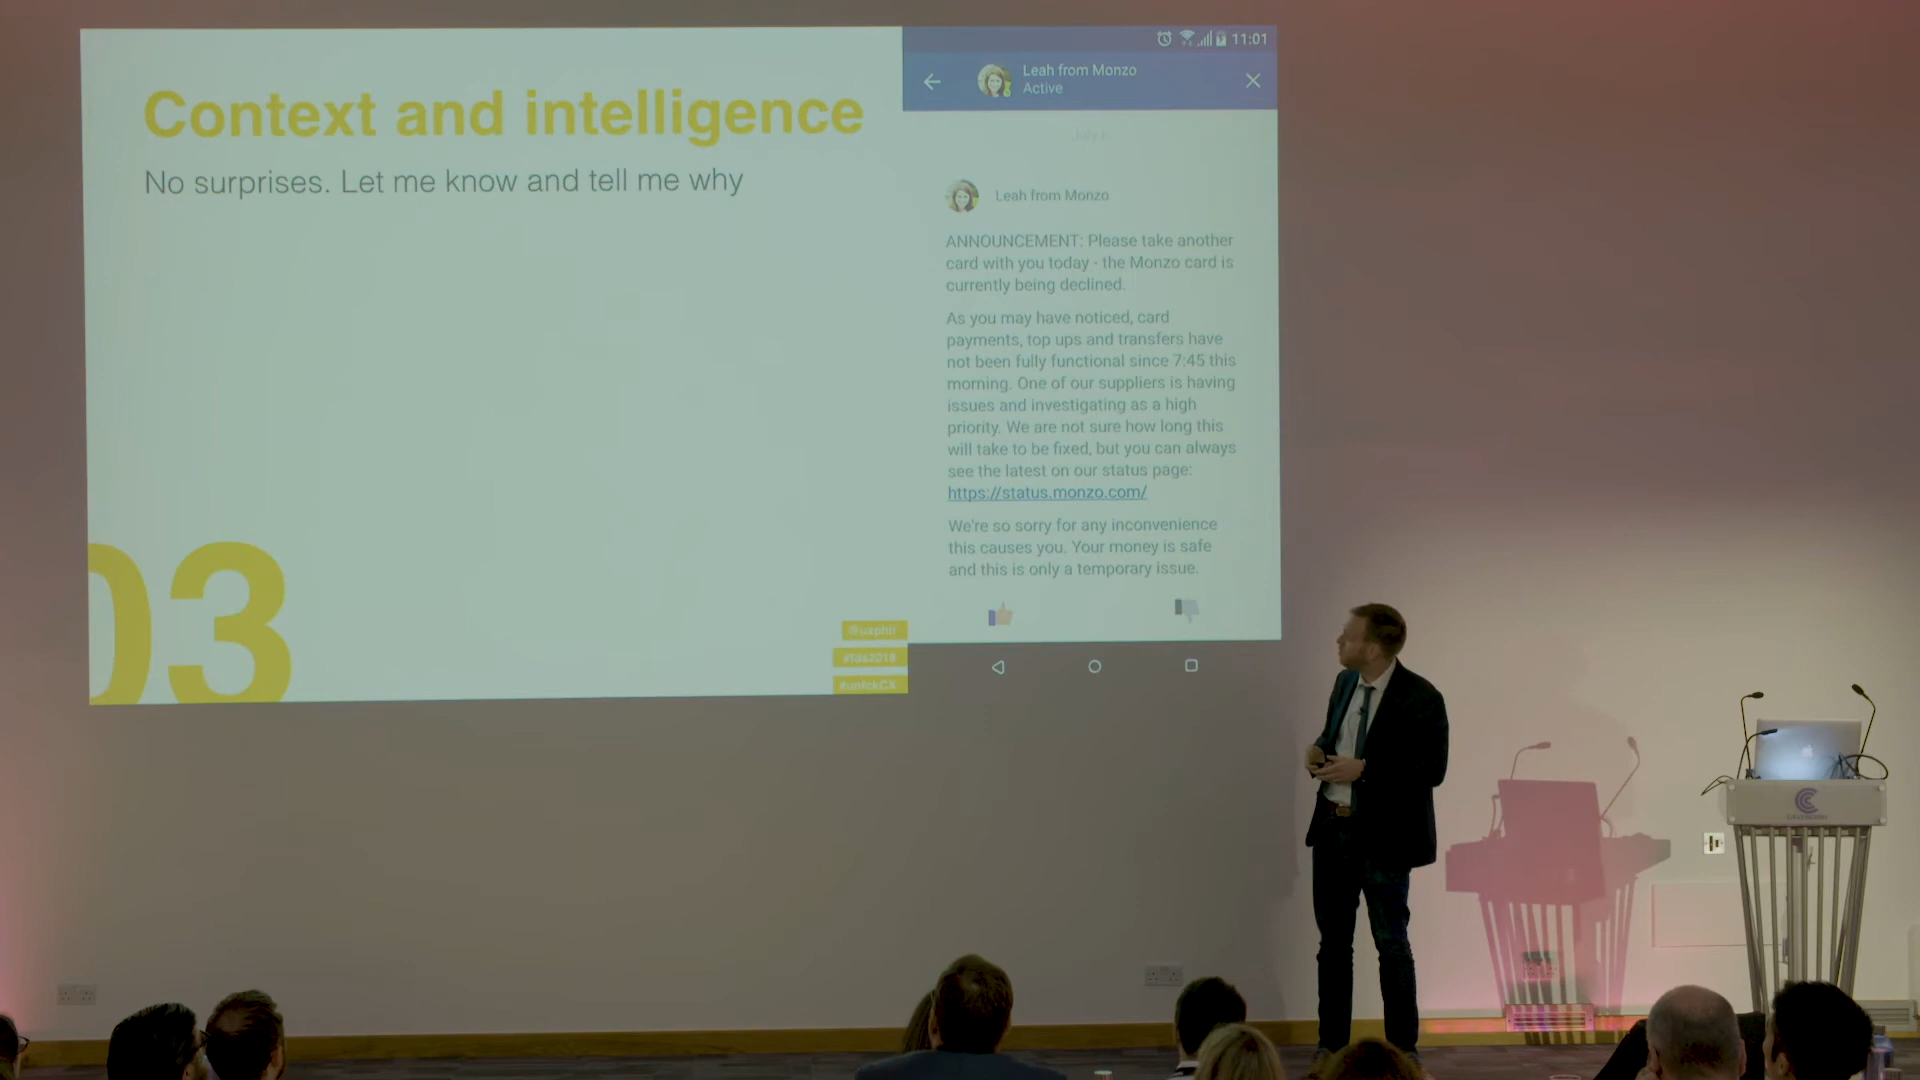 Context and intelligence
No surprises. Let me know and tell me why
03
@uxphil
#fds2018
#unfckCX
11:01
Leah from Monzo
Active
Leah from Monzo
ANNOUNCEMENT: Please take another
card with you today - the Monzo card is
currently being declined.
As you may have noticed, card
payments, top ups and transfers have
not been fully functional since 7:45 this
morning. One of our suppliers is having
issues and investigating as a high
priority. We are not sure how long this
will take to be fixed, but you can always
see the latest on our status page:
https://status.monzo.com/
We're so sorry for any inconvenience
this causes you. Your money is safe
and this is only a temporary issue.